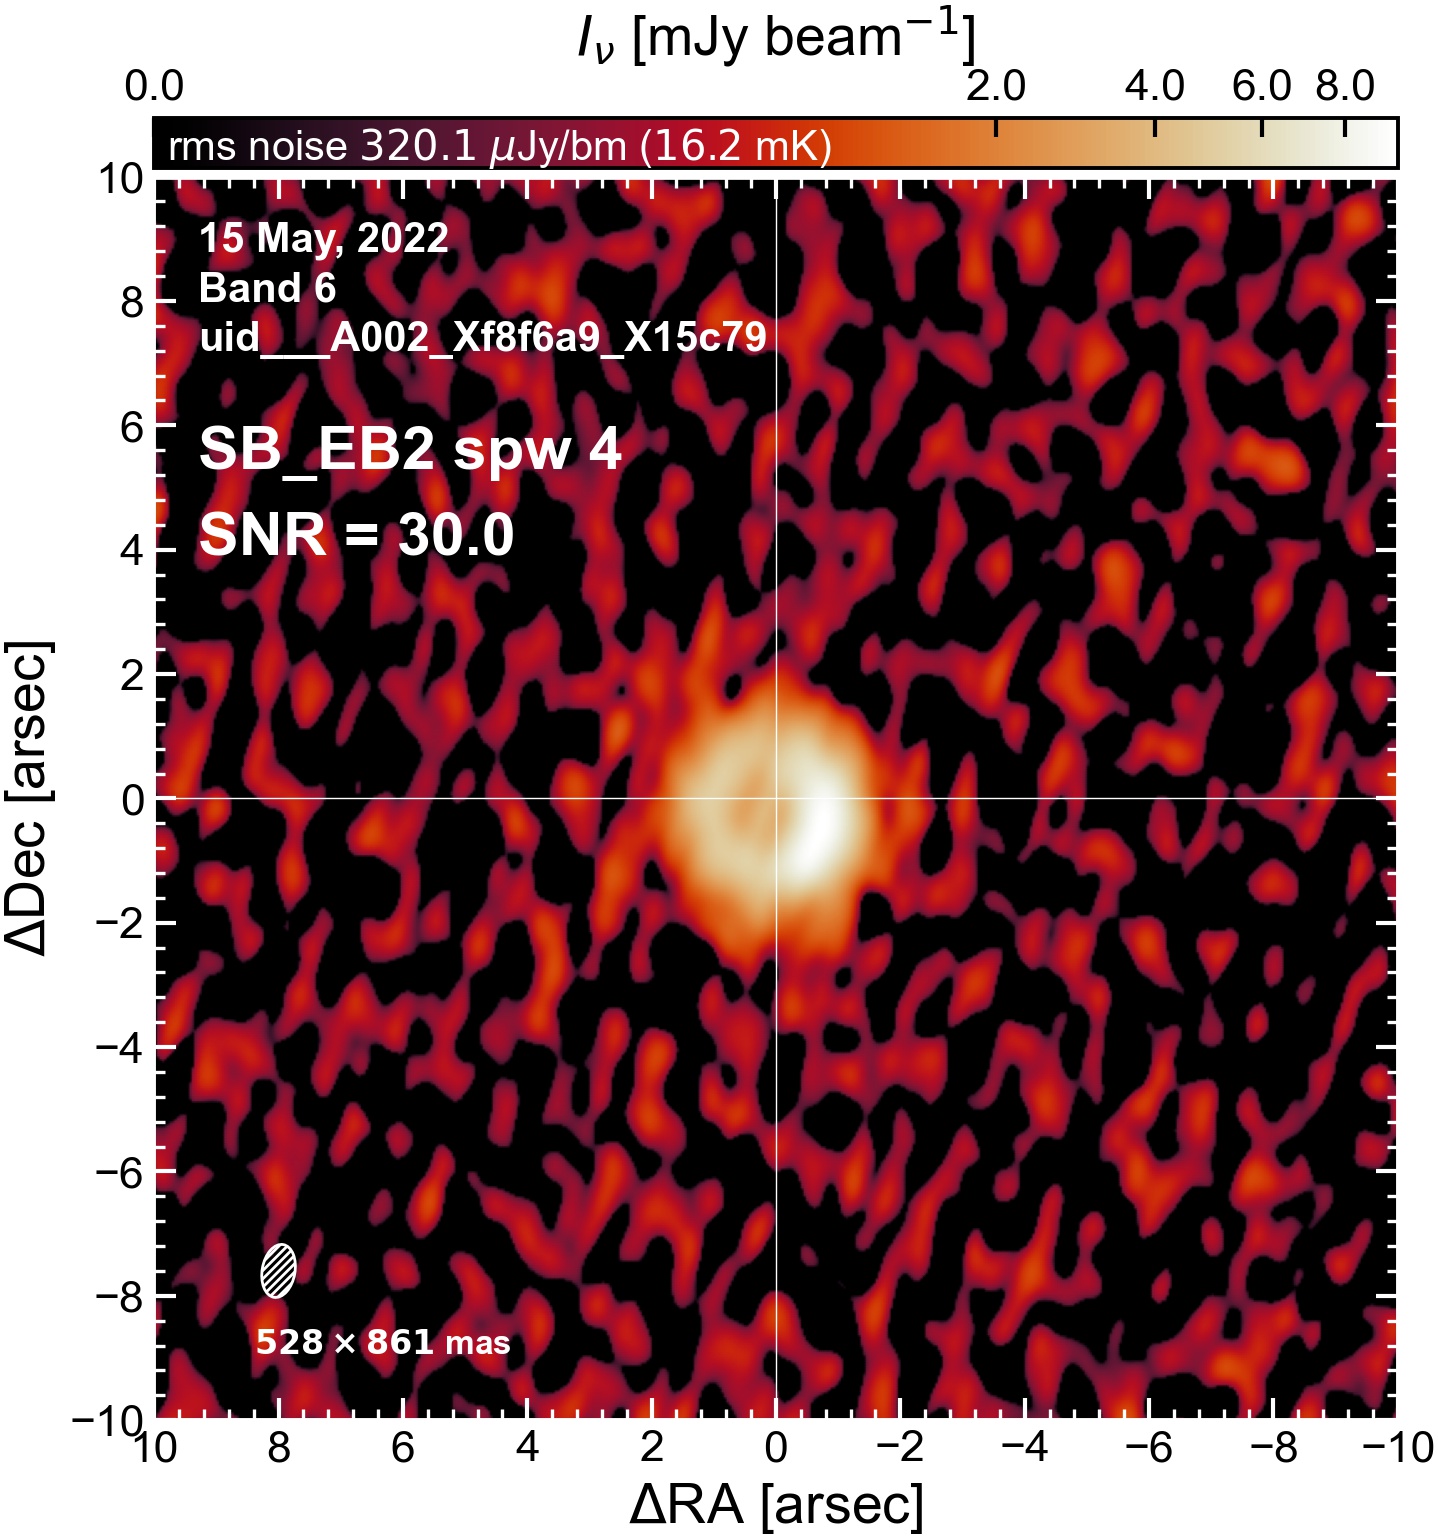 I_ν [mJy beam⁻¹]
0.0 2.0 4.0 6.0 8.0
rms noise 320.1 μJy/bm (16.2 mK)
15 May, 2022
Band 6
uid___A002_Xf8f6a9_X15c79
SB_EB2 spw 4
SNR = 30.0
10
8
6
4
2
0
−2
−4
−6
−8
−10
ΔDec [arsec]
528 × 861 mas
10 8 6 4 2 0 −2 −4 −6 −8 −10
ΔRA [arsec]